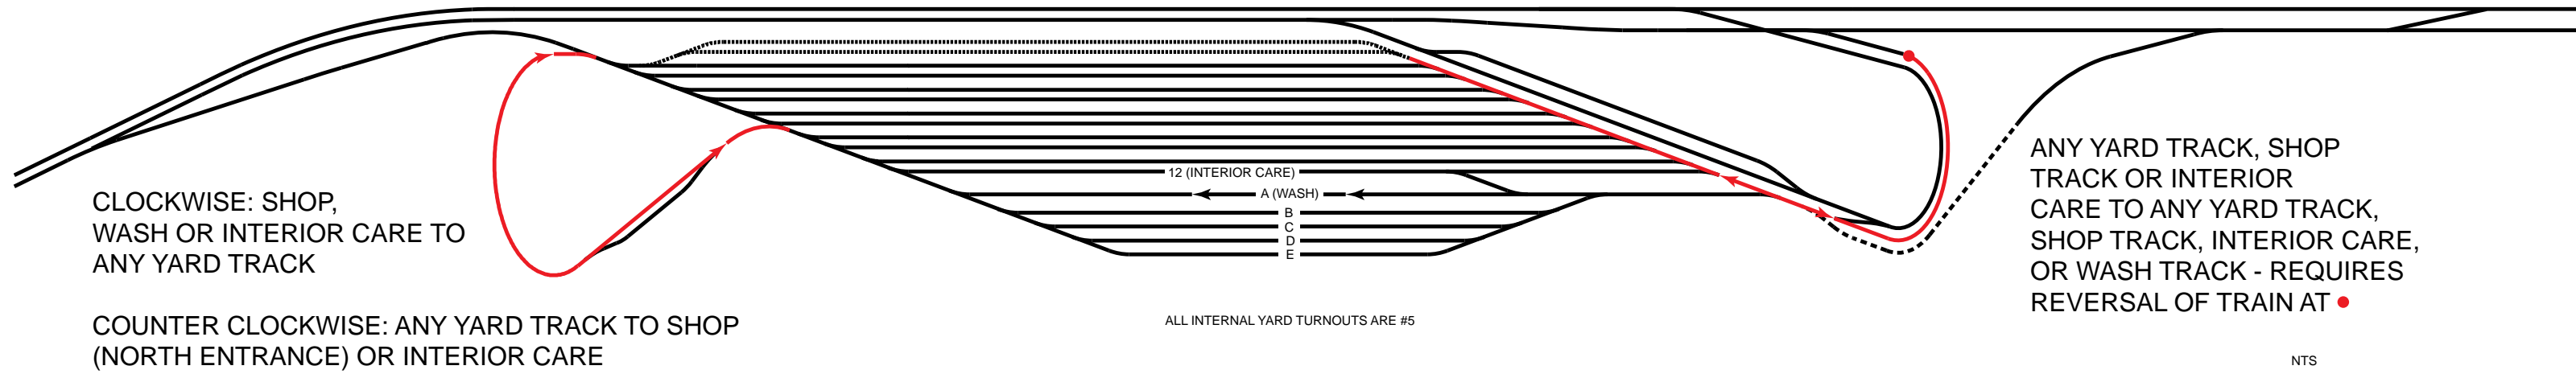 CLOCKWISE: SHOP,
WASH OR INTERIOR CARE TO
ANY YARD TRACK
COUNTER CLOCKWISE: ANY YARD TRACK TO SHOP
(NORTH ENTRANCE) OR INTERIOR CARE
12 (INTERIOR CARE)
A (WASH)
B
C
D
E
ALL INTERNAL YARD TURNOUTS ARE #5
ANY YARD TRACK, SHOP
TRACK OR INTERIOR
CARE TO ANY YARD TRACK,
SHOP TRACK, INTERIOR CARE,
OR WASH TRACK - REQUIRES
REVERSAL OF TRAIN AT
NTS